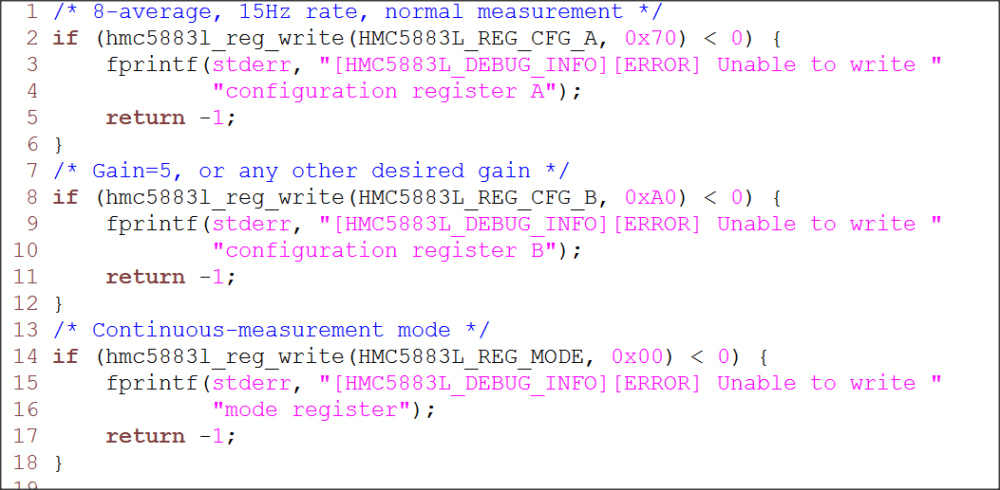 1 /* 8-average, 15Hz rate, normal measurement */
2 if (hmc5883l_reg_write(HMC5883L_REG_CFG_A, 0x70) < 0) {
3     fprintf(stderr, "[HMC5883L_DEBUG_INFO][ERROR] Unable to write "
4             "configuration register A");
5     return -1;
6 }
7 /* Gain=5, or any other desired gain */
8 if (hmc5883l_reg_write(HMC5883L_REG_CFG_B, 0xA0) < 0) {
9     fprintf(stderr, "[HMC5883L_DEBUG_INFO][ERROR] Unable to write "
10             "configuration register B");
11     return -1;
12 }
13 /* Continuous-measurement mode */
14 if (hmc5883l_reg_write(HMC5883L_REG_MODE, 0x00) < 0) {
15     fprintf(stderr, "[HMC5883L_DEBUG_INFO][ERROR] Unable to write "
16             "mode register");
17     return -1;
18 }
19